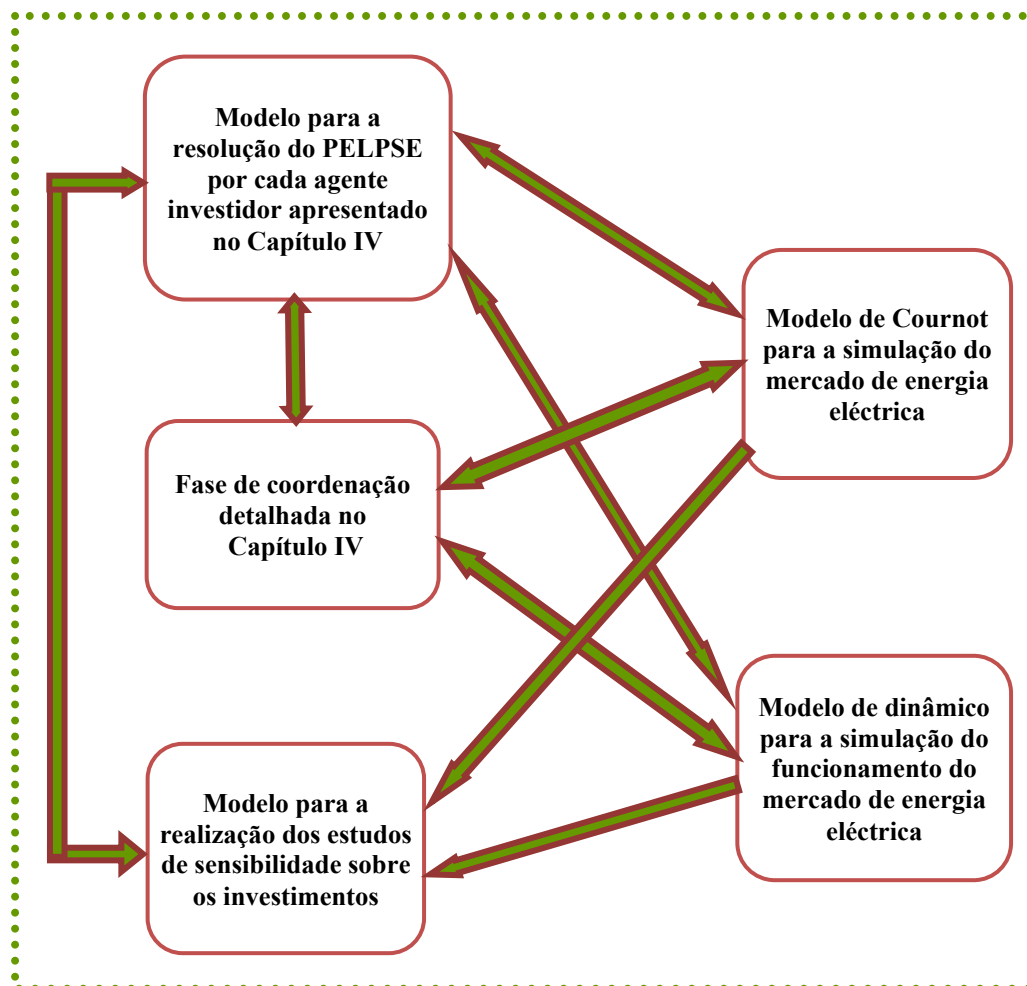 Modelo para a
resolução do PELPSE
por cada agente
investidor apresentado
no Capítulo IV
Modelo de Cournot
para a simulação do
mercado de energia
eléctrica
Fase de coordenação
detalhada no
Capítulo IV
Modelo de dinâmico
para a simulação do
funcionamento do
mercado de energia
eléctrica
Modelo para a
realização dos estudos
de sensibilidade sobre
os investimentos